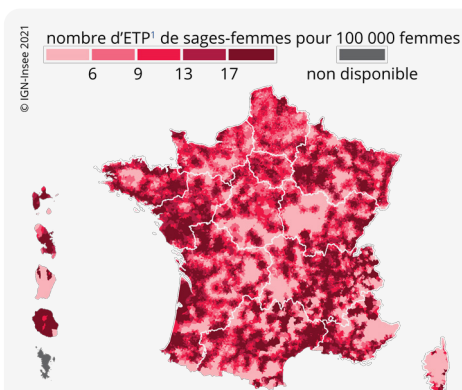 © IGN-Insee 2021
nombre d’ETP¹ de sages-femmes pour 100 000 femmes
6 9 13 17
non disponible